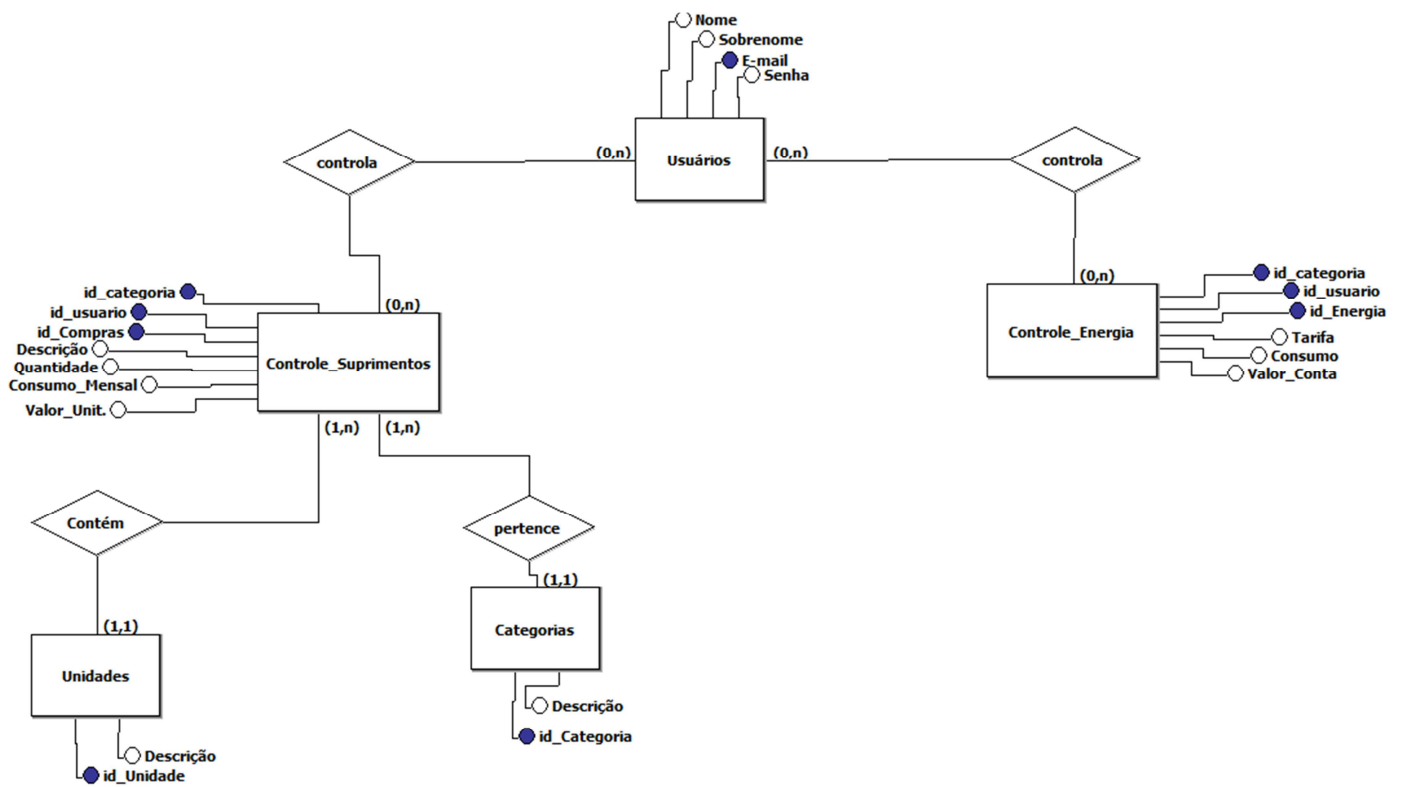 Nome
Sobrenome
E-mail
Senha
controla
(0,n)
Usuários
(0,n)
controla
id_categoria
id_usuario
id_Compras
Descrição
Quantidade
Consumo_Mensal
Valor_Unit.
(0,n)
Controle_Suprimentos
(1,n)
(1,n)
(0,n)
Controle_Energia
id_categoria
id_usuario
id_Energia
Tarifa
Consumo
Valor_Conta
Contém
pertence
(1,1)
(1,1)
Unidades
Categorias
Descrição
id_Categoria
Descrição
id_Unidade